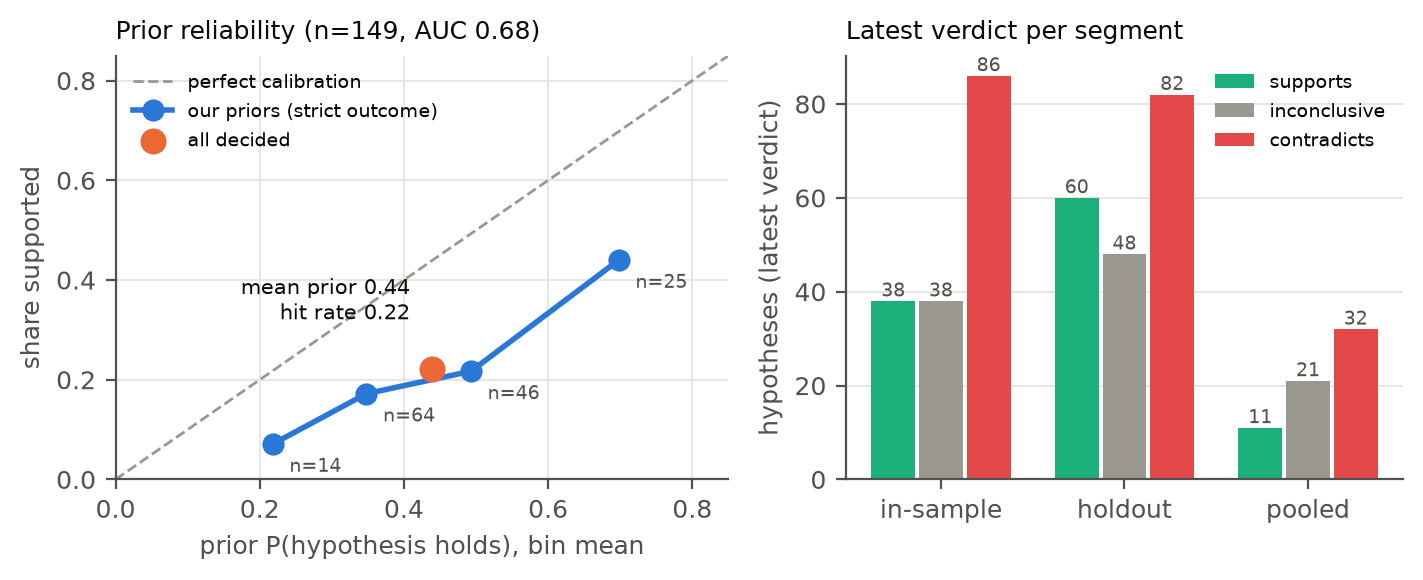 Prior reliability (n=149, AUC 0.68)
perfect calibration
our priors (strict outcome)
all decided
mean prior 0.44
hit rate 0.22
n=14
n=64
n=46
n=25
share supported
0.8
0.6
0.4
0.2
0.0
0.0 0.2 0.4 0.6 0.8
prior P(hypothesis holds), bin mean
Latest verdict per segment
supports
inconclusive
contradicts
hypotheses (latest verdict)
80
60
40
20
0
38 38 86
60 48 82
11 21 32
in-sample holdout pooled